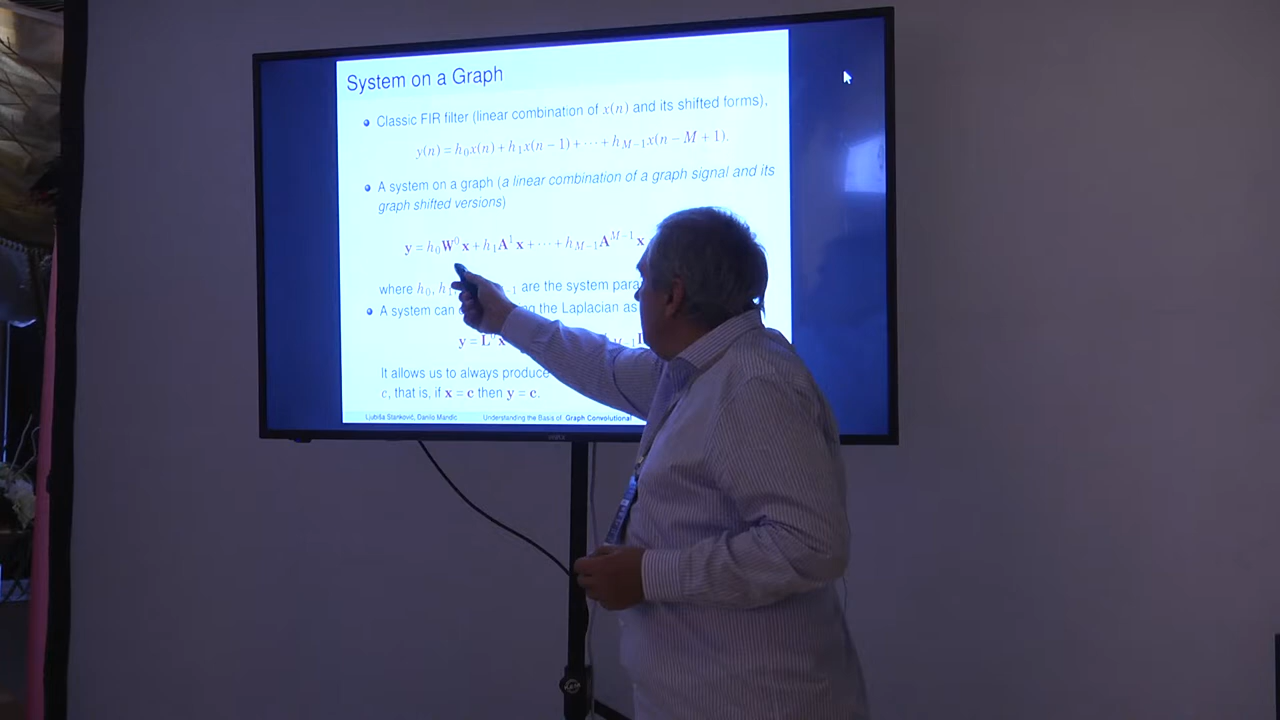 System on a Graph
Classic FIR filter (linear combination of x(n) and its shifted forms),
y(n) = h₀x(n) + h₁x(n − 1) + ⋯ + h_{M−1}x(n − M + 1).
A system on a graph (a linear combination of a graph signal and its
graph shifted versions)
y = h₀W⁰x + h₁A¹x + ⋯ + h_{M−1}A^{M−1}x
where h₀, h₁, −1 are the system para
A system can the Laplacian as
y = L⁰x
It allows us to always produce
c, that is, if x = c then y = c.
Ljubiša Stanković, Danilo Mandic Understanding the Basis of Graph Convolutional